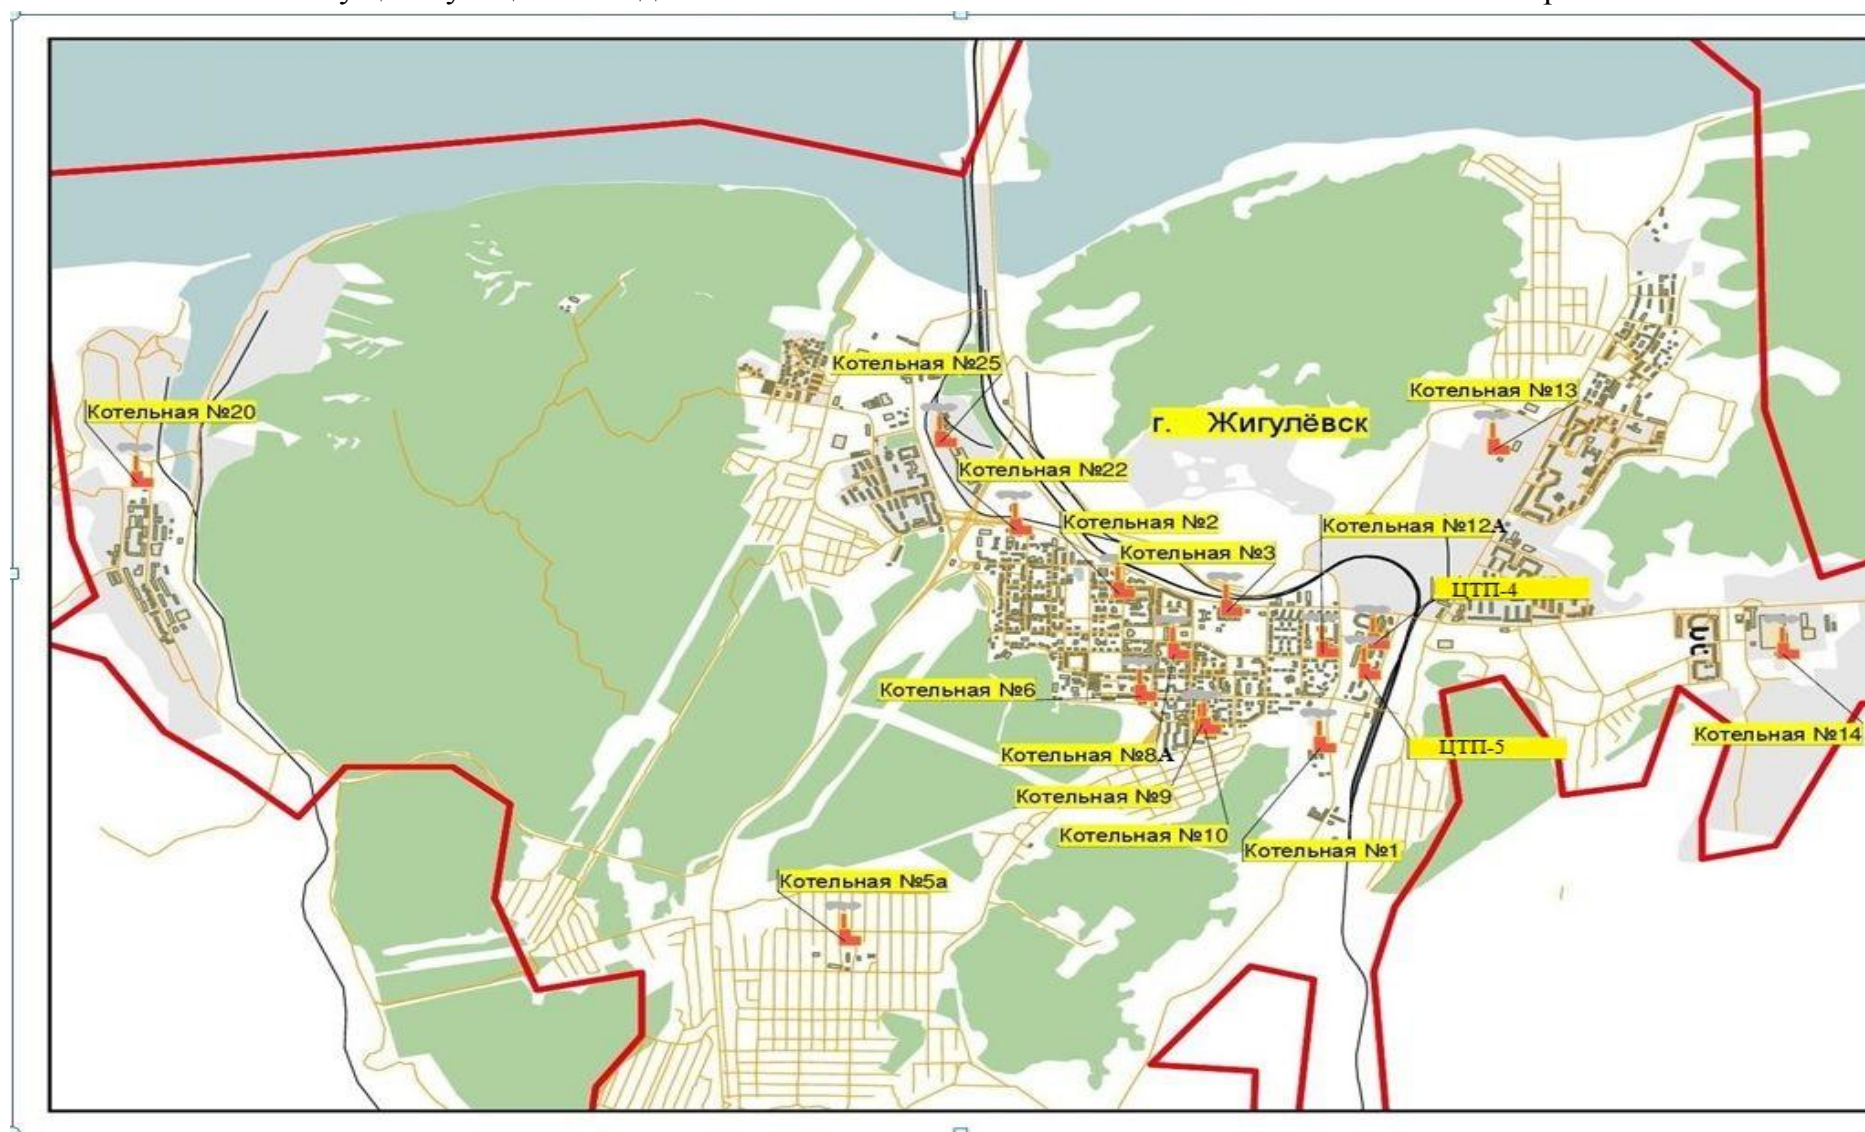 Котельная №25
Котельная №13
Котельная №20
г. Жигулёвск
Котельная №22
Котельная №2
Котельная №12А
Котельная №3
ЦТП-4
Котельная №6
Котельная №14
ЦТП-5
Котельная №8А
Котельная №9
Котельная №10
Котельная №1
Котельная №5а